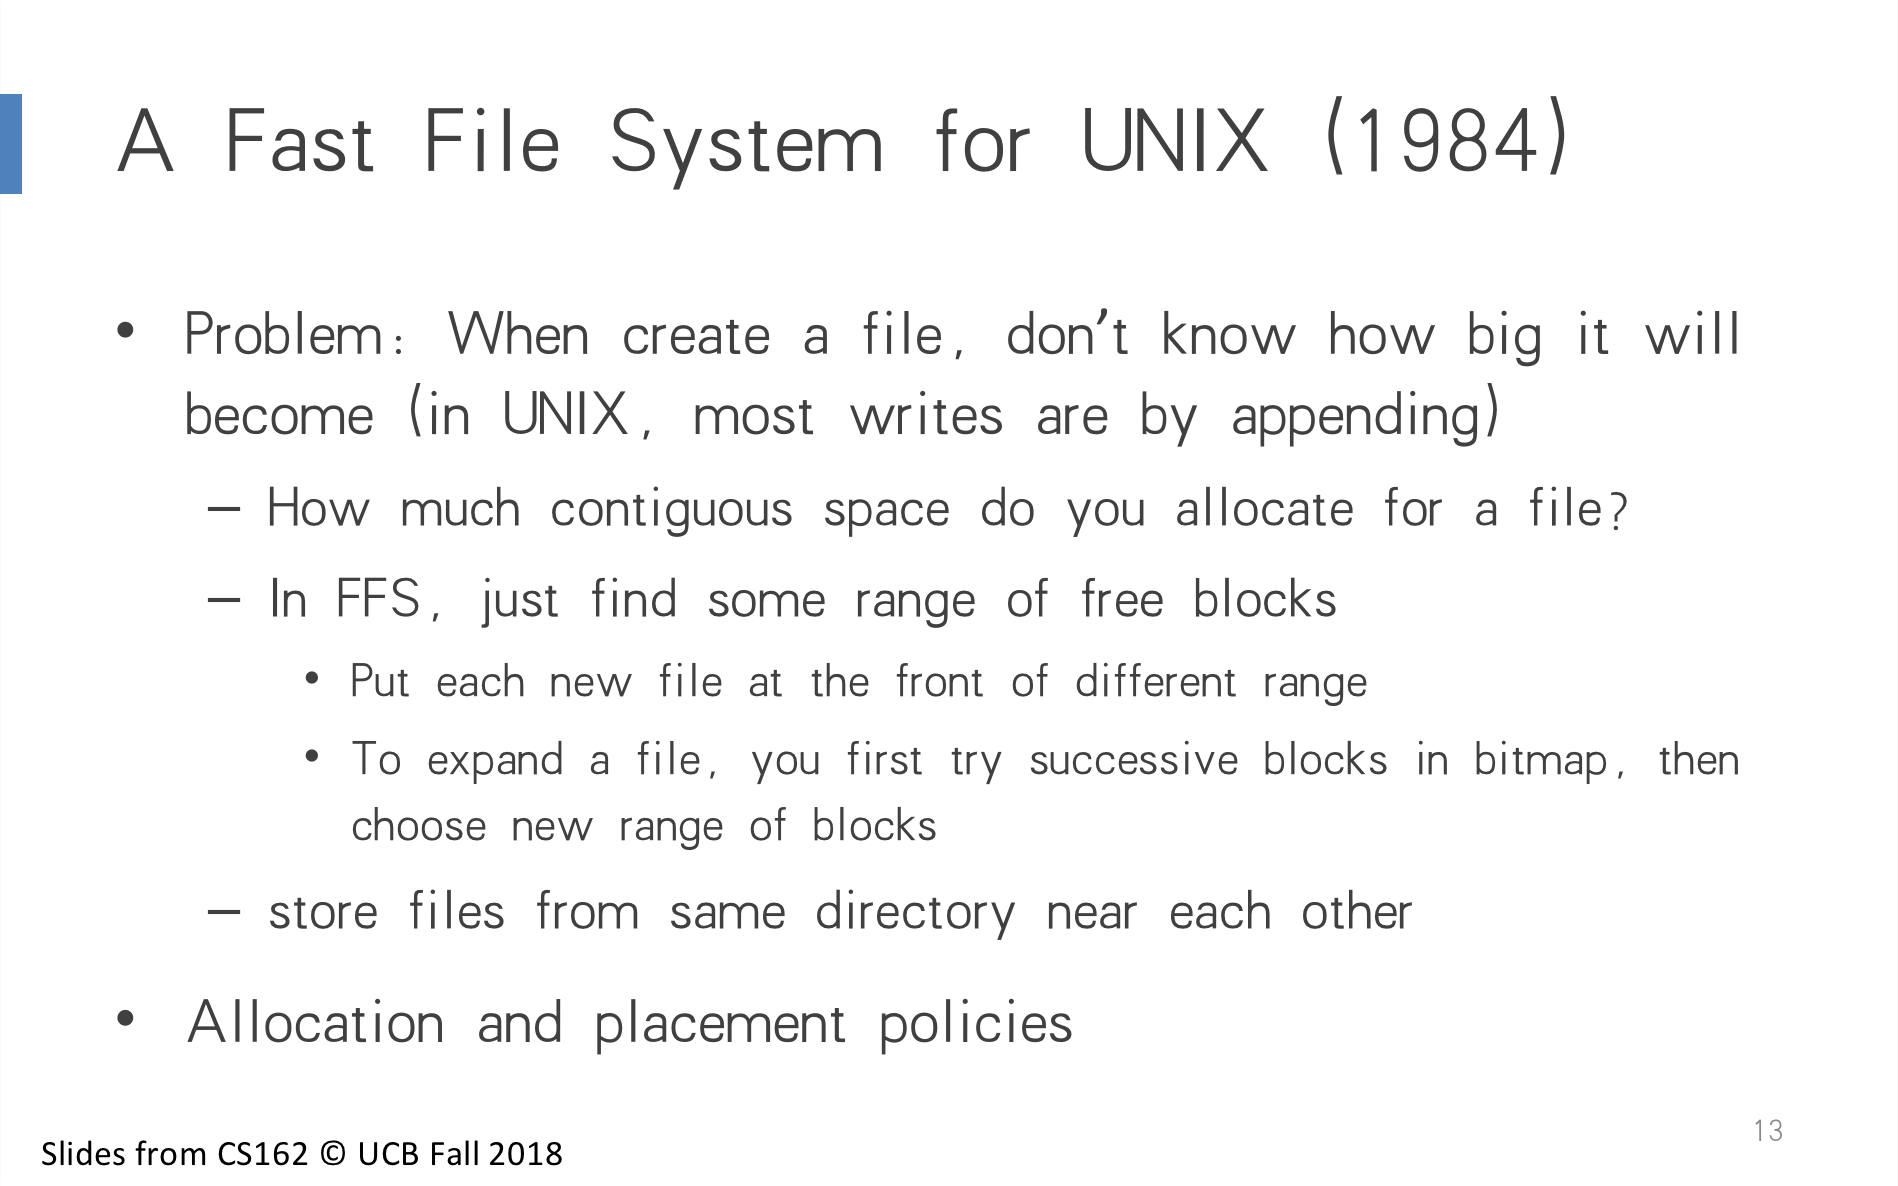 A Fast File System for UNIX (1984)
• Problem: When create a file, don't know how big it will
become (in UNIX, most writes are by appending)
– How much contiguous space do you allocate for a file?
– In FFS, just find some range of free blocks
• Put each new file at the front of different range
• To expand a file, you first try successive blocks in bitmap, then
choose new range of blocks
– store files from same directory near each other
• Allocation and placement policies
13
Slides from CS162 © UCB Fall 2018